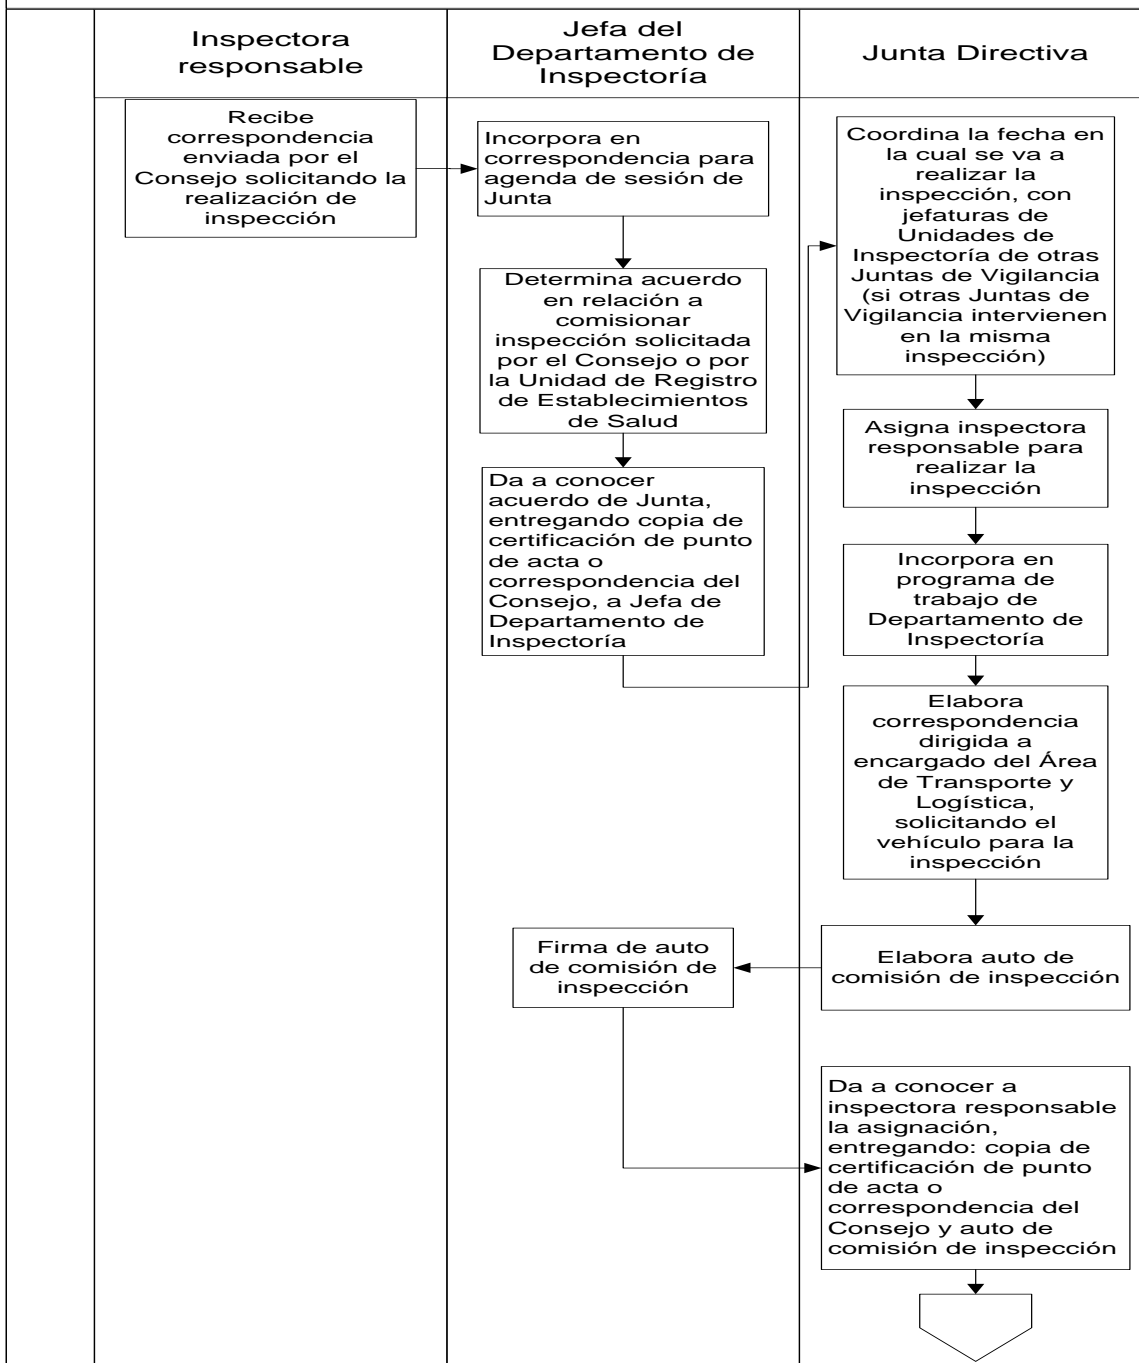 Inspectora
responsable
Jefa del
Departamento de
Inspectoría
Junta Directiva
Recibe
correspondencia
enviada por el
Consejo solicitando la
realización de
inspección
Incorpora en
correspondencia para
agenda de sesión de
Junta
Determina acuerdo
en relación a
comisionar
inspección solicitada
por el Consejo o por
la Unidad de Registro
de Establecimientos
de Salud
Da a conocer
acuerdo de Junta,
entregando copia de
certificación de punto
de acta o
correspondencia del
Consejo, a Jefa de
Departamento de
Inspectoría
Coordina la fecha en
la cual se va a
realizar la
inspección, con
jefaturas de
Unidades de
Inspectoría de otras
Juntas de Vigilancia
(si otras Juntas de
Vigilancia intervienen
en la misma
inspección)
Asigna inspectora
responsable para
realizar la
inspección
Incorpora en
programa de
trabajo de
Departamento de
Inspectoría
Elabora
correspondencia
dirigida a
encargado del Área
de Transporte y
Logística,
solicitando el
vehículo para la
inspección
Elabora auto de
comisión de inspección
Firma de auto
de comisión de
inspección
Da a conocer a
inspectora responsable
la asignación,
entregando: copia de
certificación de punto
de acta o
correspondencia del
Consejo y auto de
comisión de inspección